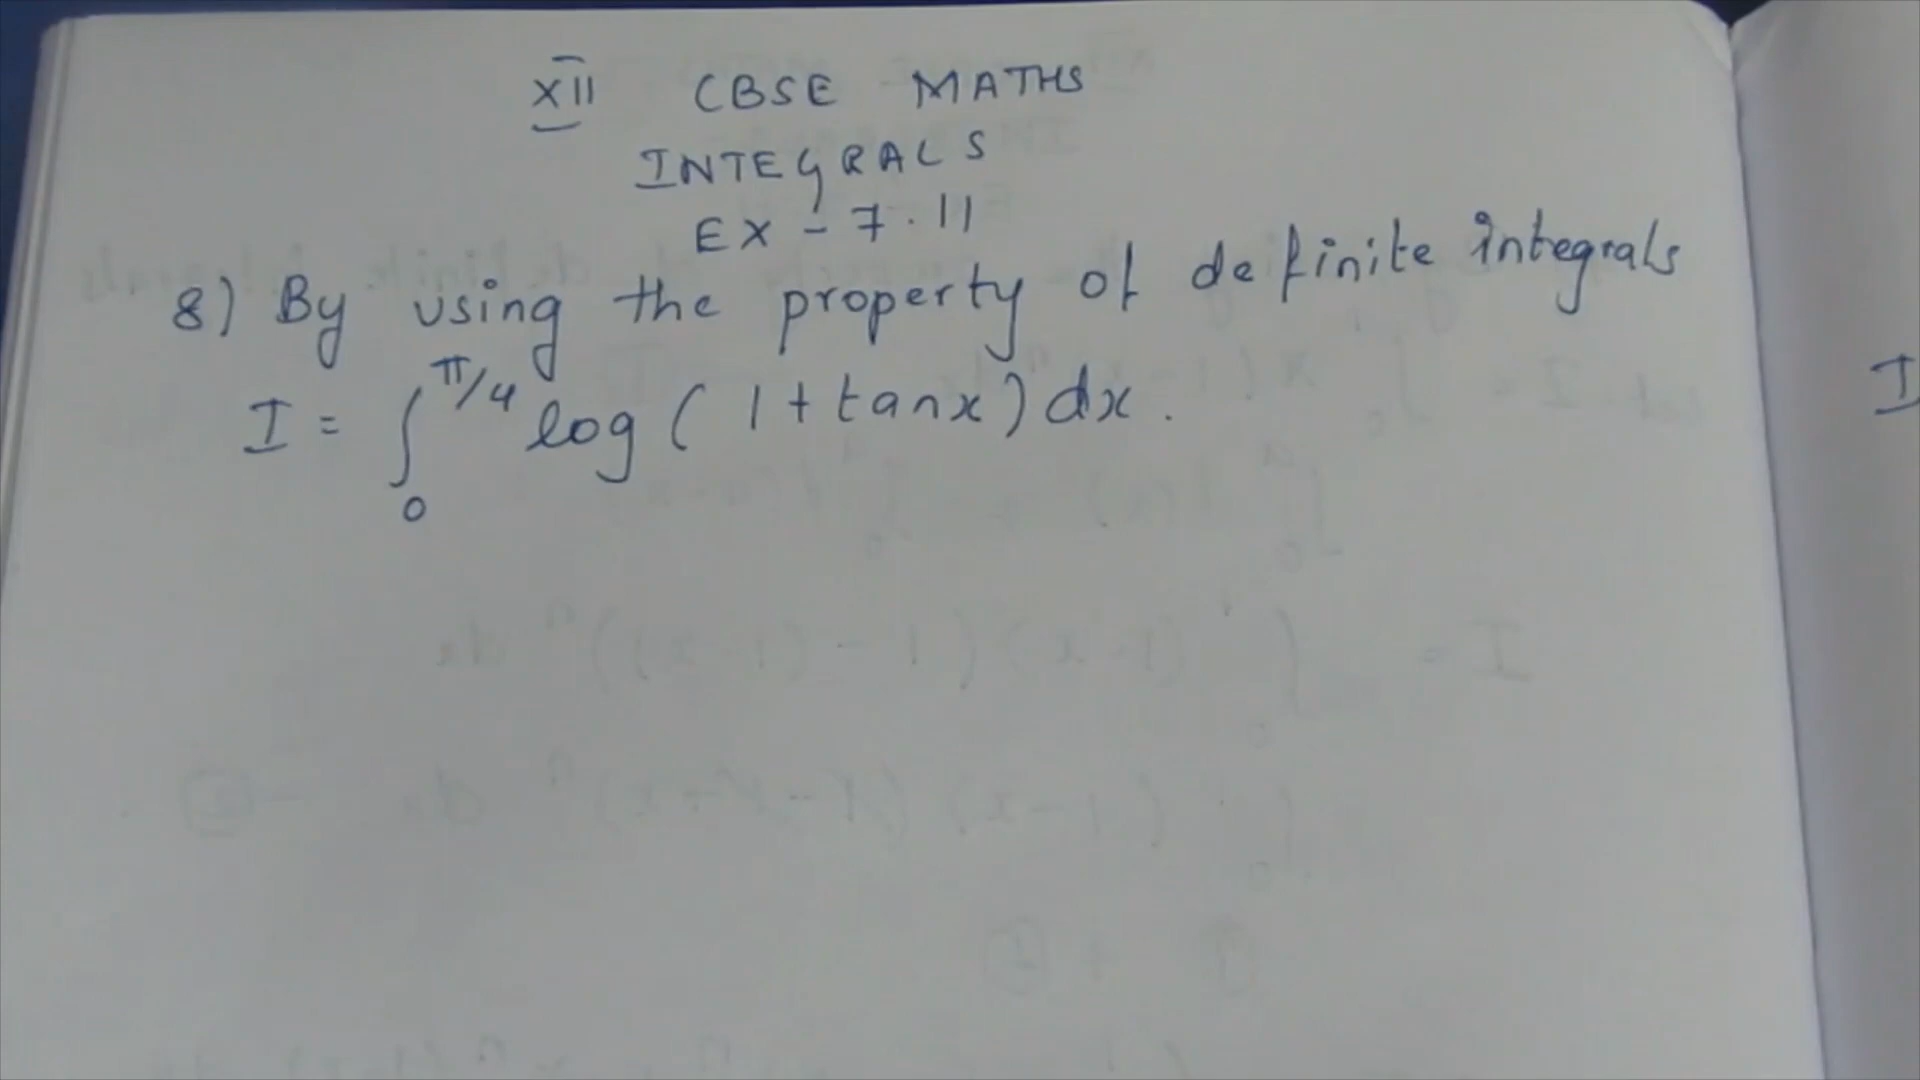 XII CBSE MATHS
INTEGRALS
EX - 7.11
8) By using the property of definite integrals
I = ∫₀^π/4 log ( 1 + tanx ) dx .
I